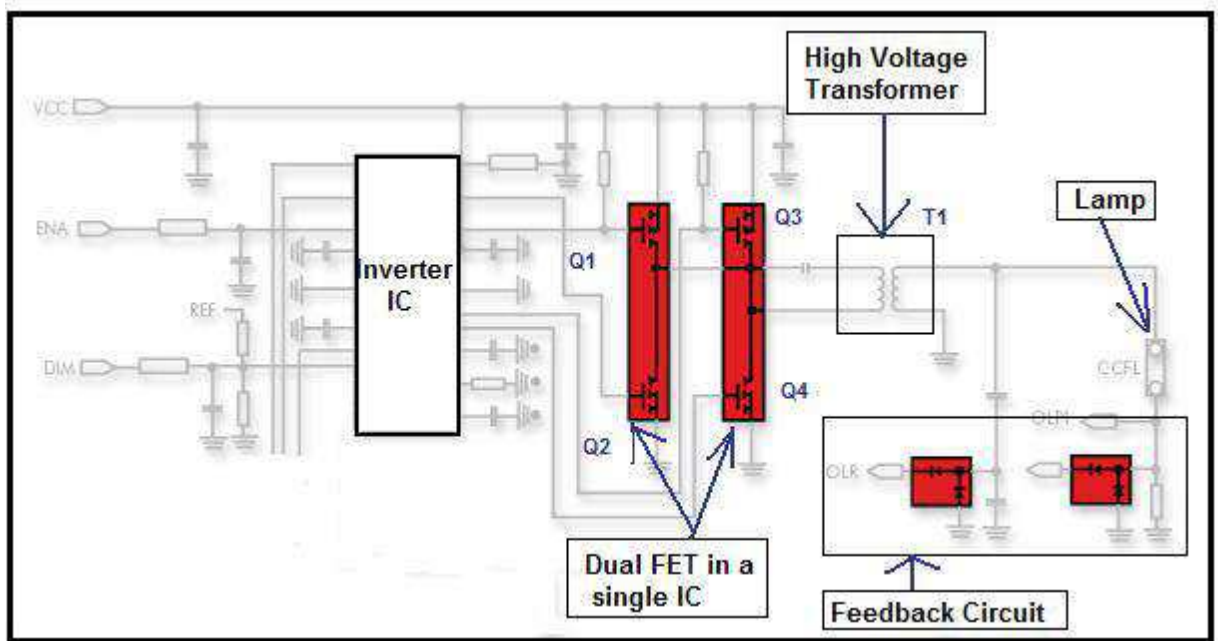 High Voltage
Transformer
VCC
Lamp
Q3
T1
ENA
Q1
Inverter
IC
REF
DIM
CCFL
Q4
OLM
Q2
OLR
Dual FET in a
single IC
Feedback Circuit